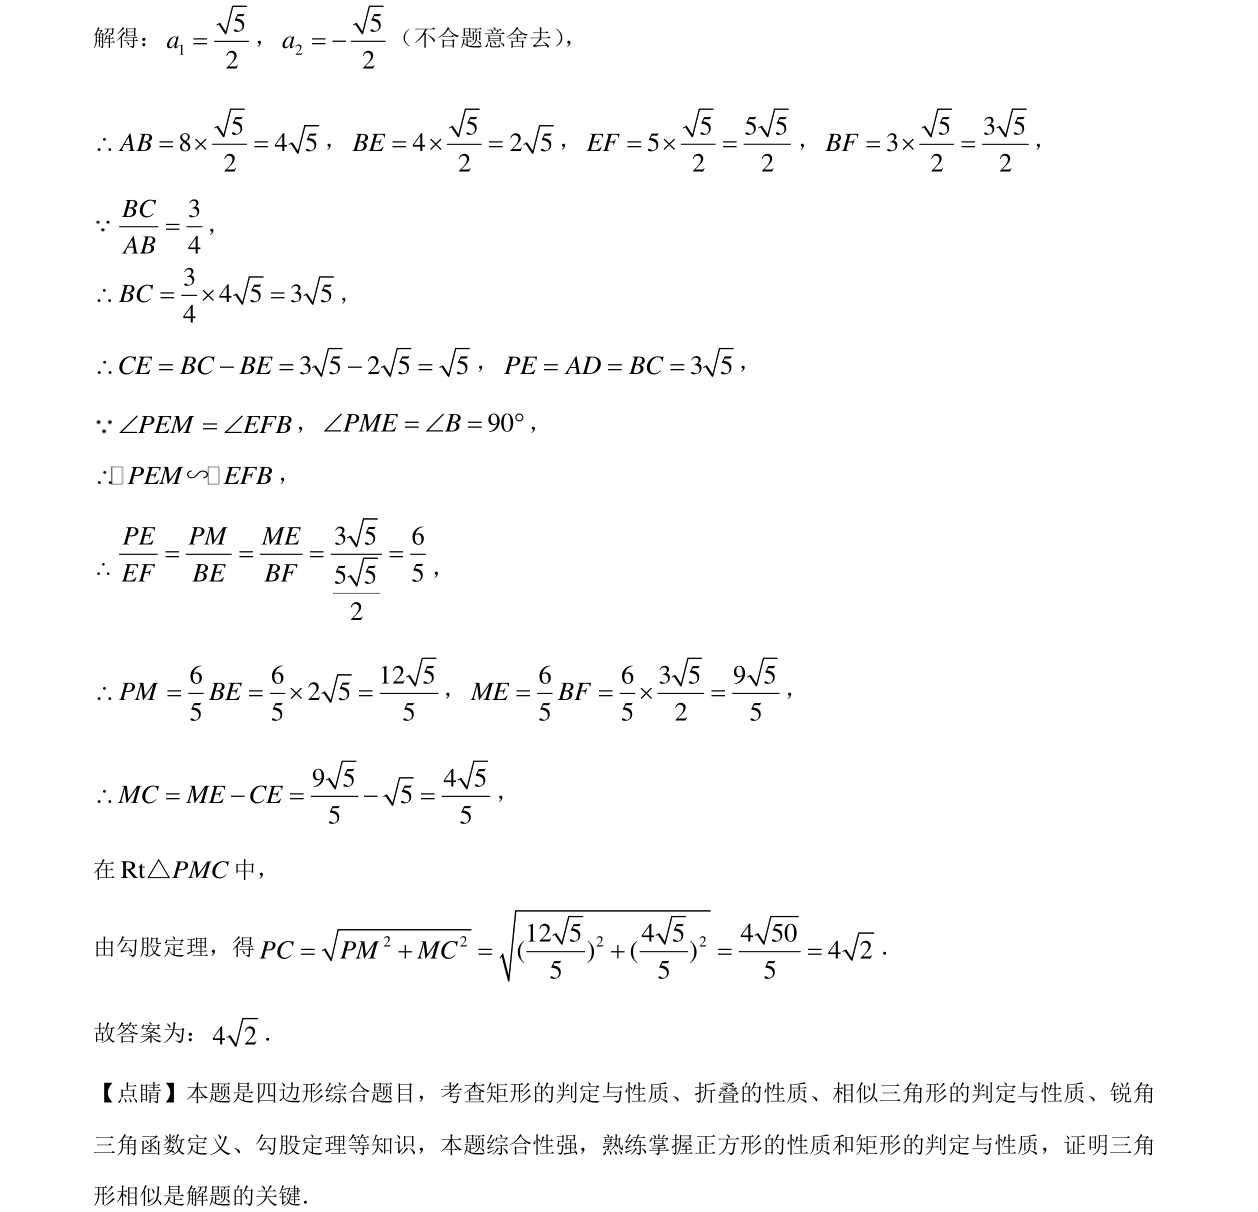 解得：a₁=√5/2，a₂=-√5/2（不合题意舍去），
∴AB=8×√5/2=4√5，BE=4×√5/2=2√5，EF=5×√5/2=5√5/2，BF=3×√5/2=3√5/2，
∵BC/AB=3/4，
∴BC=3/4×4√5=3√5，
∴CE=BC-BE=3√5-2√5=√5，PE=AD=BC=3√5，
∵∠PEM=∠EFB，∠PME=∠B=90°，
∴□PEM∽□EFB，
∴PE/EF=PM/BE=ME/BF=3√5/(5√5/2)=6/5，
∴PM=6/5BE=6/5×2√5=12√5/5，ME=6/5BF=6/5×3√5/2=9√5/5，
∴MC=ME-CE=9√5/5-√5=4√5/5，
在Rt△PMC中，
由勾股定理，得PC=√(PM²+MC²)=√((12√5/5)²+(4√5/5)²)=4√50/5=4√2．
故答案为：4√2．
【点睛】本题是四边形综合题目，考查矩形的判定与性质、折叠的性质、相似三角形的判定与性质、锐角
三角函数定义、勾股定理等知识，本题综合性强，熟练掌握正方形的性质和矩形的判定与性质，证明三角
形相似是解题的关键．